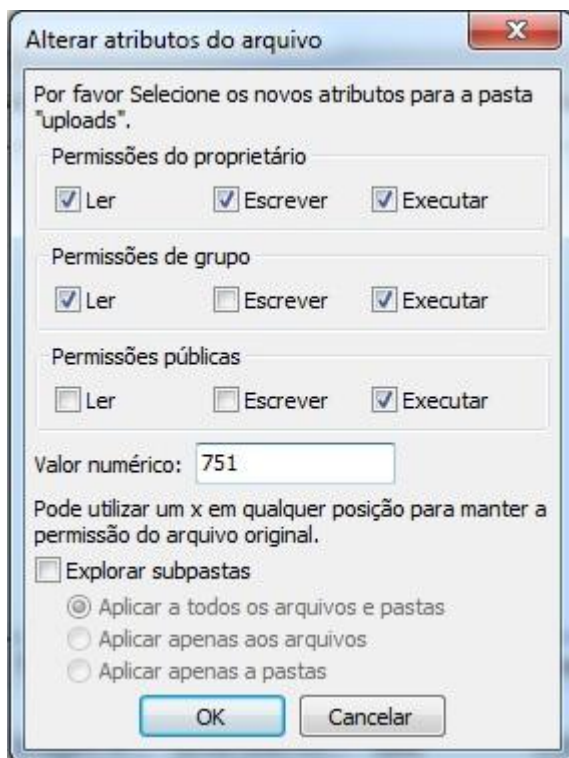 Alterar atributos do arquivo
Por favor Selecione os novos atributos para a pasta
"uploads".
Permissões do proprietário
Ler Escrever Executar
Permissões de grupo
Ler Escrever Executar
Permissões públicas
Ler Escrever Executar
Valor numérico: 751
Pode utilizar um x em qualquer posição para manter a
permissão do arquivo original.
Explorar subpastas
Aplicar a todos os arquivos e pastas
Aplicar apenas aos arquivos
Aplicar apenas a pastas
OK Cancelar